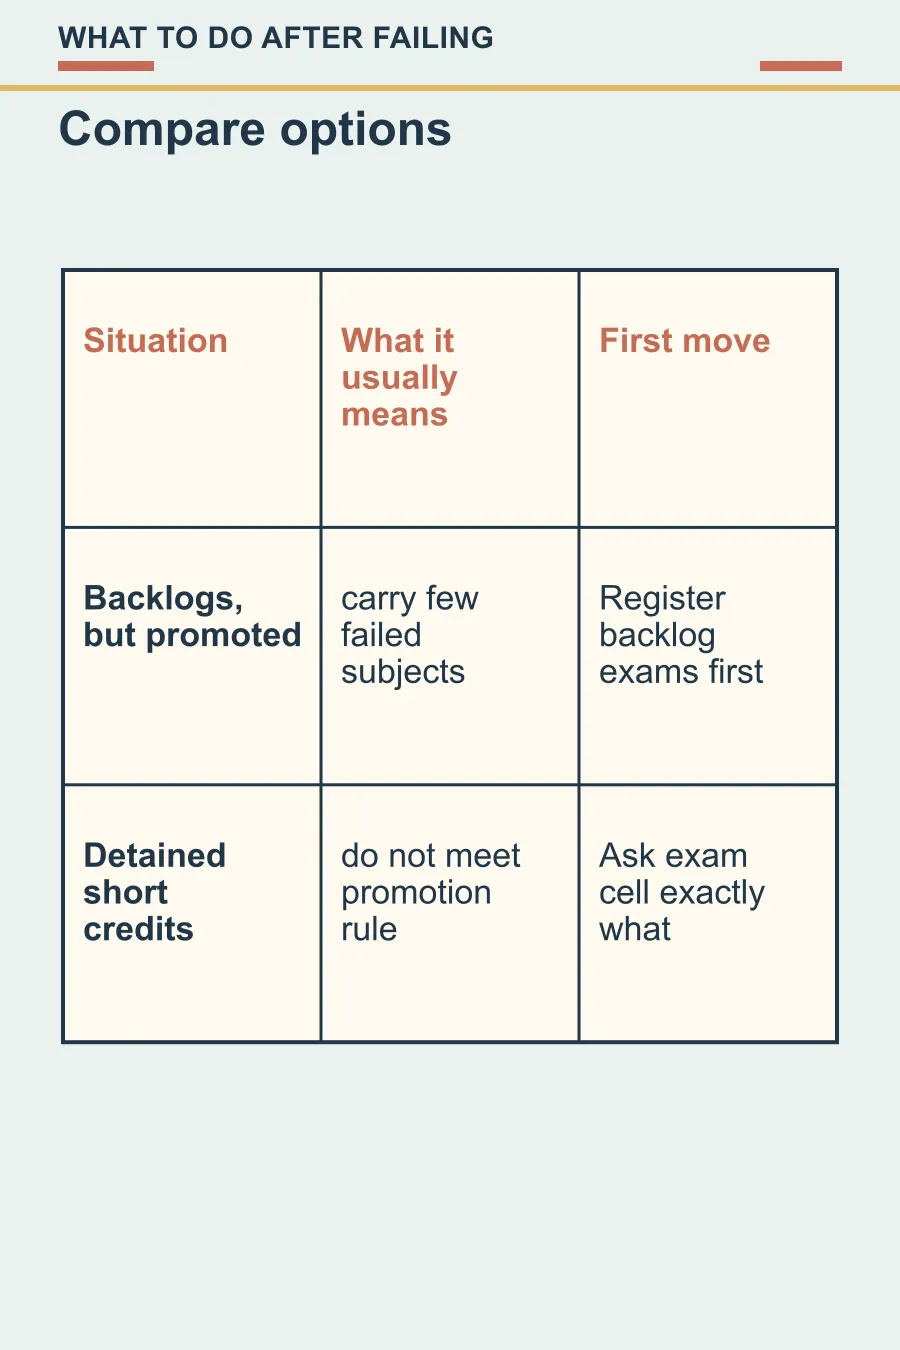 WHAT TO DO AFTER FAILING
Compare options
Situation
What it
usually
means
First move
Backlogs,
but promoted
carry few
failed
subjects
Register
backlog
exams first
Detained
short
credits
do not meet
promotion
rule
Ask exam
cell exactly
what